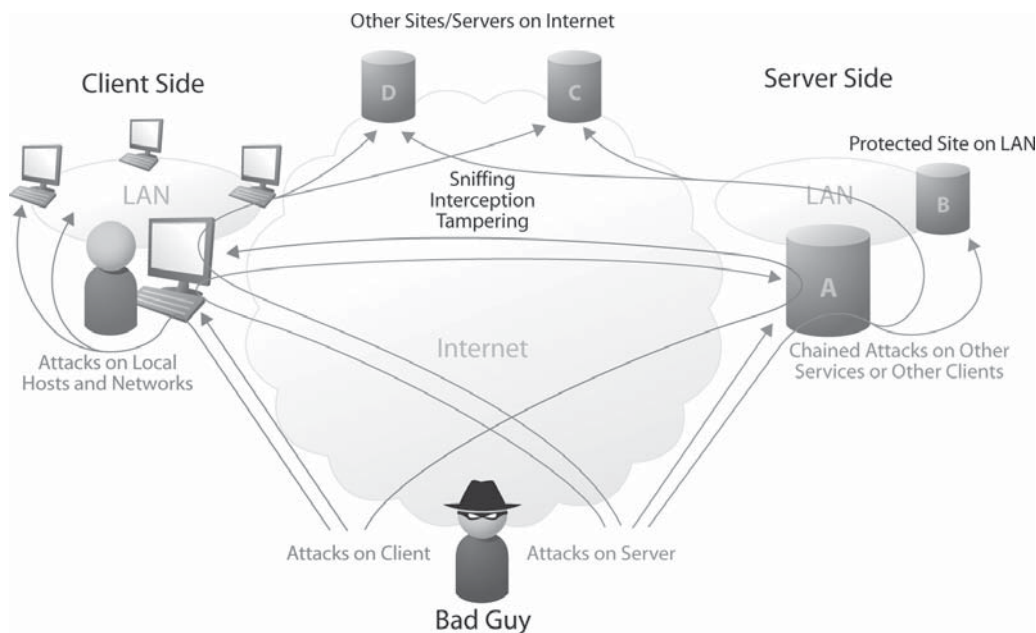 Other Sites/Servers on Internet
Client Side
D
C
Server Side
Protected Site on LAN
LAN
Sniffing
Interception
Tampering
LAN
B
A
Internet
Attacks on Local
Hosts and Networks
Chained Attacks on Other
Services or Other Clients
Attacks on Client
Attacks on Server
Bad Guy